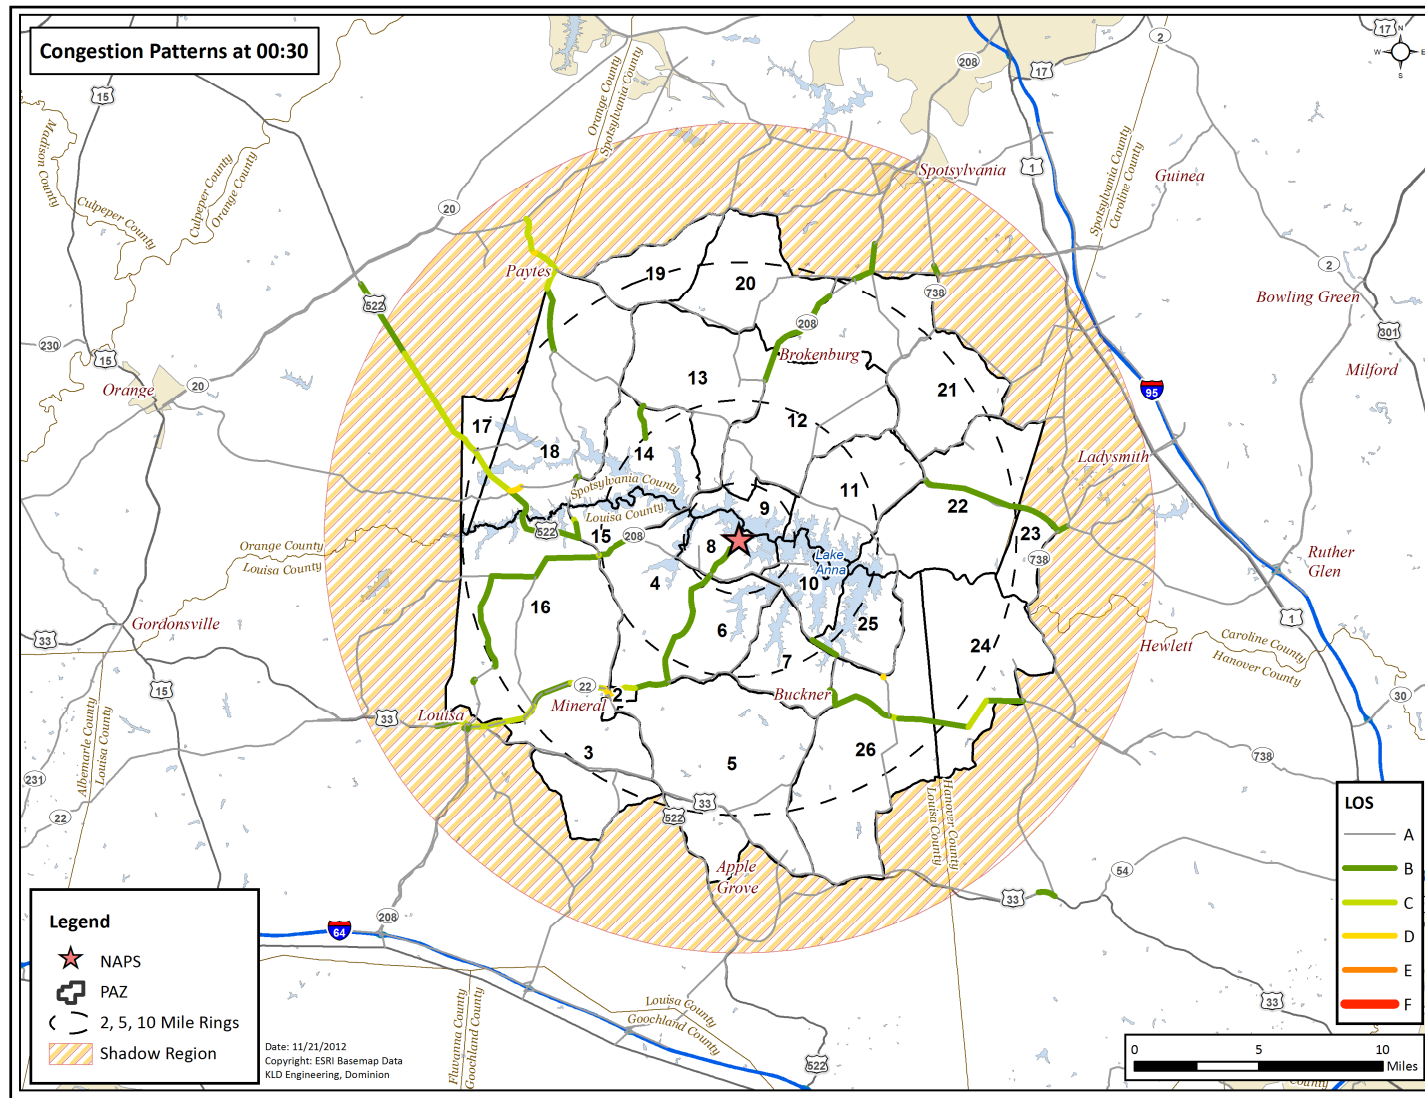 Congestion Patterns at 00:30
17
N
W
E
S
2
208
17
15
Orange County
Spotsylvania County
Madison County
Culpeper County
Culpeper County
Orange County
Spotsylvania County
Caroline County
1
Spotsylvania
Guinea
20
Paytes
19
20
2
738
522
208
Bowling Green
301
230
15
Brokenburg
Milford
Orange
20
13
21
95
17
12
18
14
Ladysmith
Spotsylvania County
Louisa County
11
22
9
522
15
208
23
Orange County
Louisa County
8
Lake
Anna
738
Ruther
Glen
4
10
16
33
Gordonsville
6
25
1
24
Hewlett
Caroline County
Hanover County
7
15
22
2
Mineral
Buckner
30
Louisa
33
Albemarle County
Louisa County
3
5
26
738
231
Hanover County
Louisa County
33
522
22
LOS
A
B
C
D
E
F
Apple
Grove
54
33
208
64
Legend
NAPS
PAZ
2, 5, 10 Mile Rings
Shadow Region
Louisa County
Goochland County
Fluvanna County
Goochland County
33
Date: 11/21/2012
Copyright: ESRI Basemap Data
KLD Engineering, Dominion
522
0
5
10
Miles
County